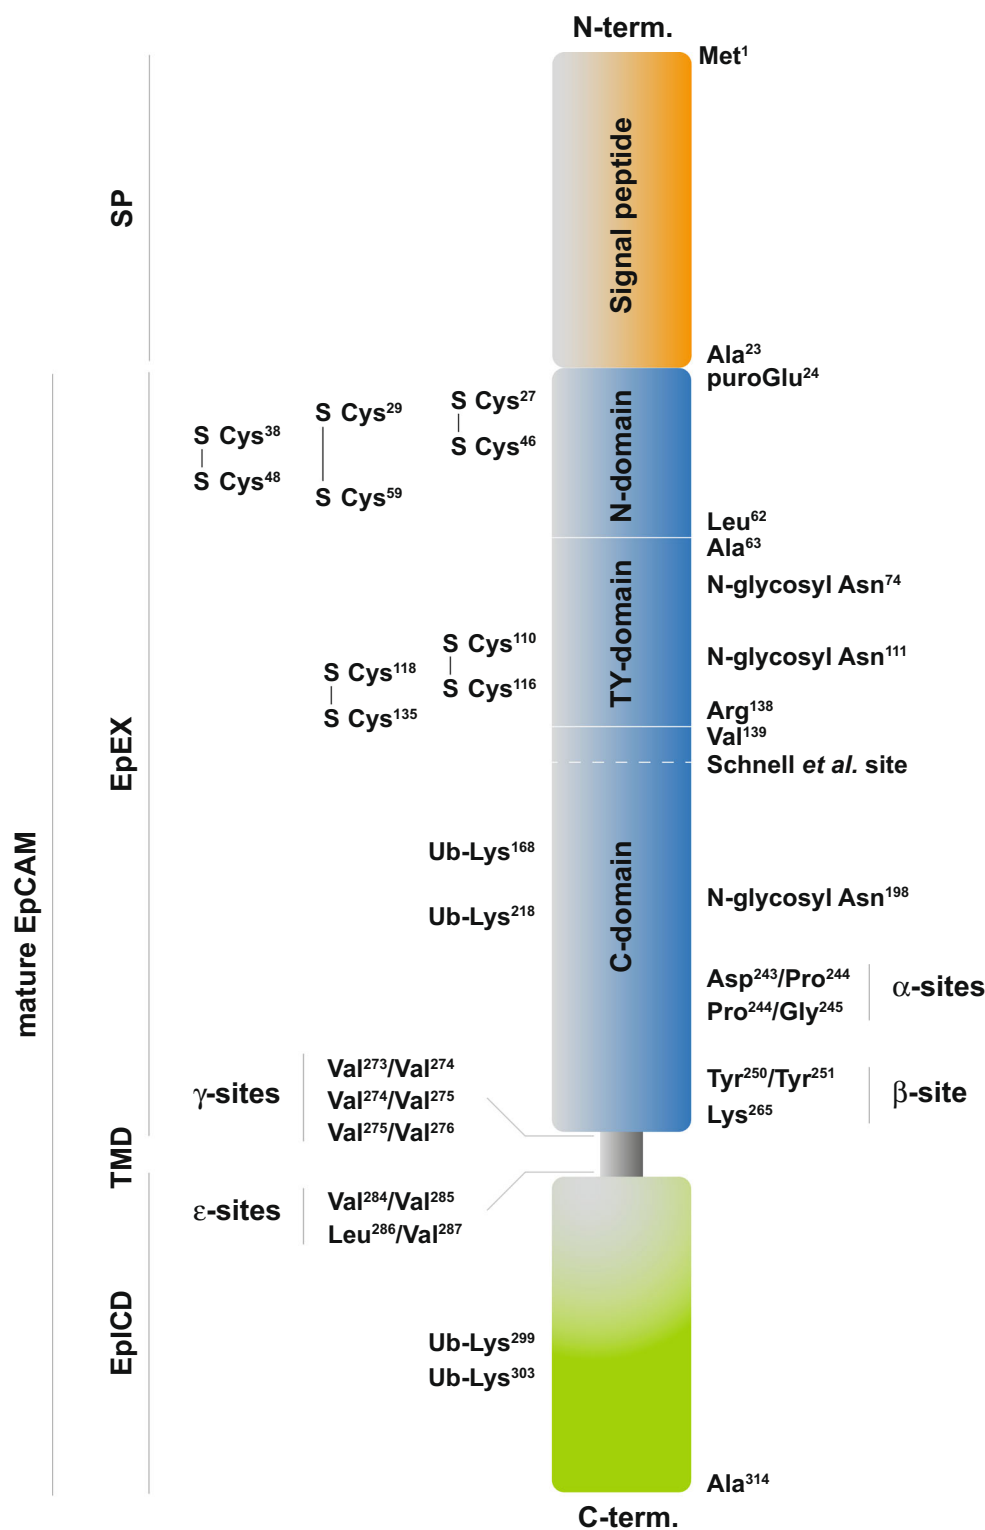 N-term.
Met¹
SP
Signal peptide
Ala²³
puroGlu²⁴
S Cys²⁷
S Cys⁴⁶
S Cys²⁹
S Cys⁵⁹
S Cys³⁸
S Cys⁴⁸
N-domain
Leu⁶²
Ala⁶³
N-glycosyl Asn⁷⁴
TY-domain
S Cys¹¹⁰
S Cys¹¹⁶
S Cys¹¹⁸
S Cys¹³⁵
N-glycosyl Asn¹¹¹
Arg¹³⁸
Val¹³⁹
Schnell et al. site
EpEX
mature EpCAM
Ub-Lys¹⁶⁸
Ub-Lys²¹⁸
C-domain
N-glycosyl Asn¹⁹⁸
Asp²⁴³/Pro²⁴⁴
Pro²⁴⁴/Gly²⁴⁵
α-sites
Tyr²⁵⁰/Tyr²⁵¹
Lys²⁶⁵
β-site
γ-sites
Val²⁷³/Val²⁷⁴
Val²⁷⁴/Val²⁷⁵
Val²⁷⁵/Val²⁷⁶
TMD
ε-sites
Val²⁸⁴/Val²⁸⁵
Leu²⁸⁶/Val²⁸⁷
EpICD
Ub-Lys²⁹⁹
Ub-Lys³⁰³
Ala³¹⁴
C-term.